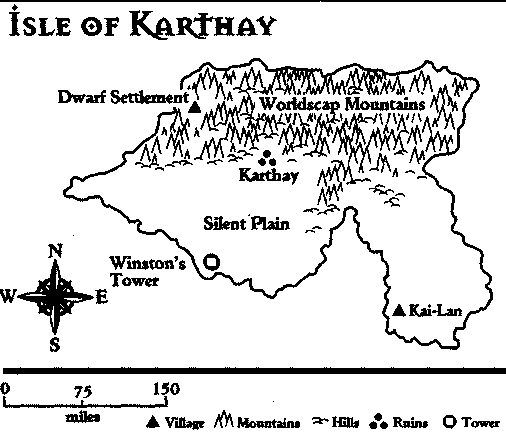 Isle of Karthay
Dwarf Settlement
Worldscap Mountains
Karthay
Silent Plain
Winston's
Tower
N
W E
S
Kai-Lan
0 75 150
miles
Village Mountains Hills Ruins Tower